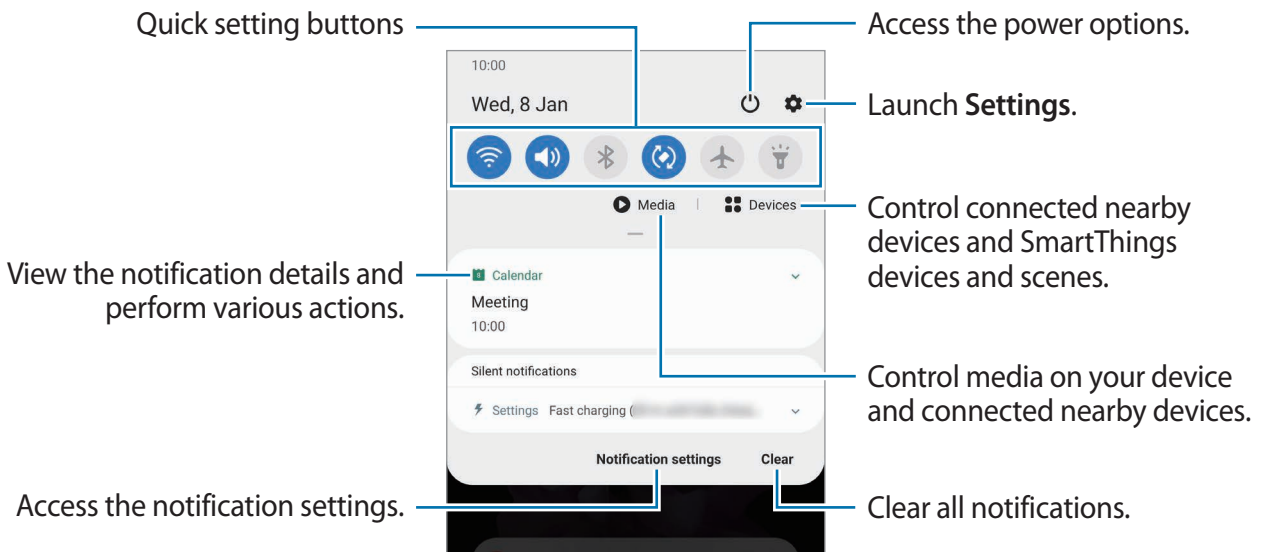 Quick setting buttons
Access the power options.
10:00
Wed, 8 Jan
Launch Settings.
Media
Devices
Control connected nearby
devices and SmartThings
devices and scenes.
View the notification details and
perform various actions.
8
Calendar
Meeting
10:00
Silent notifications
Settings Fast charging (
Control media on your device
and connected nearby devices.
Notification settings
Clear
Access the notification settings.
Clear all notifications.